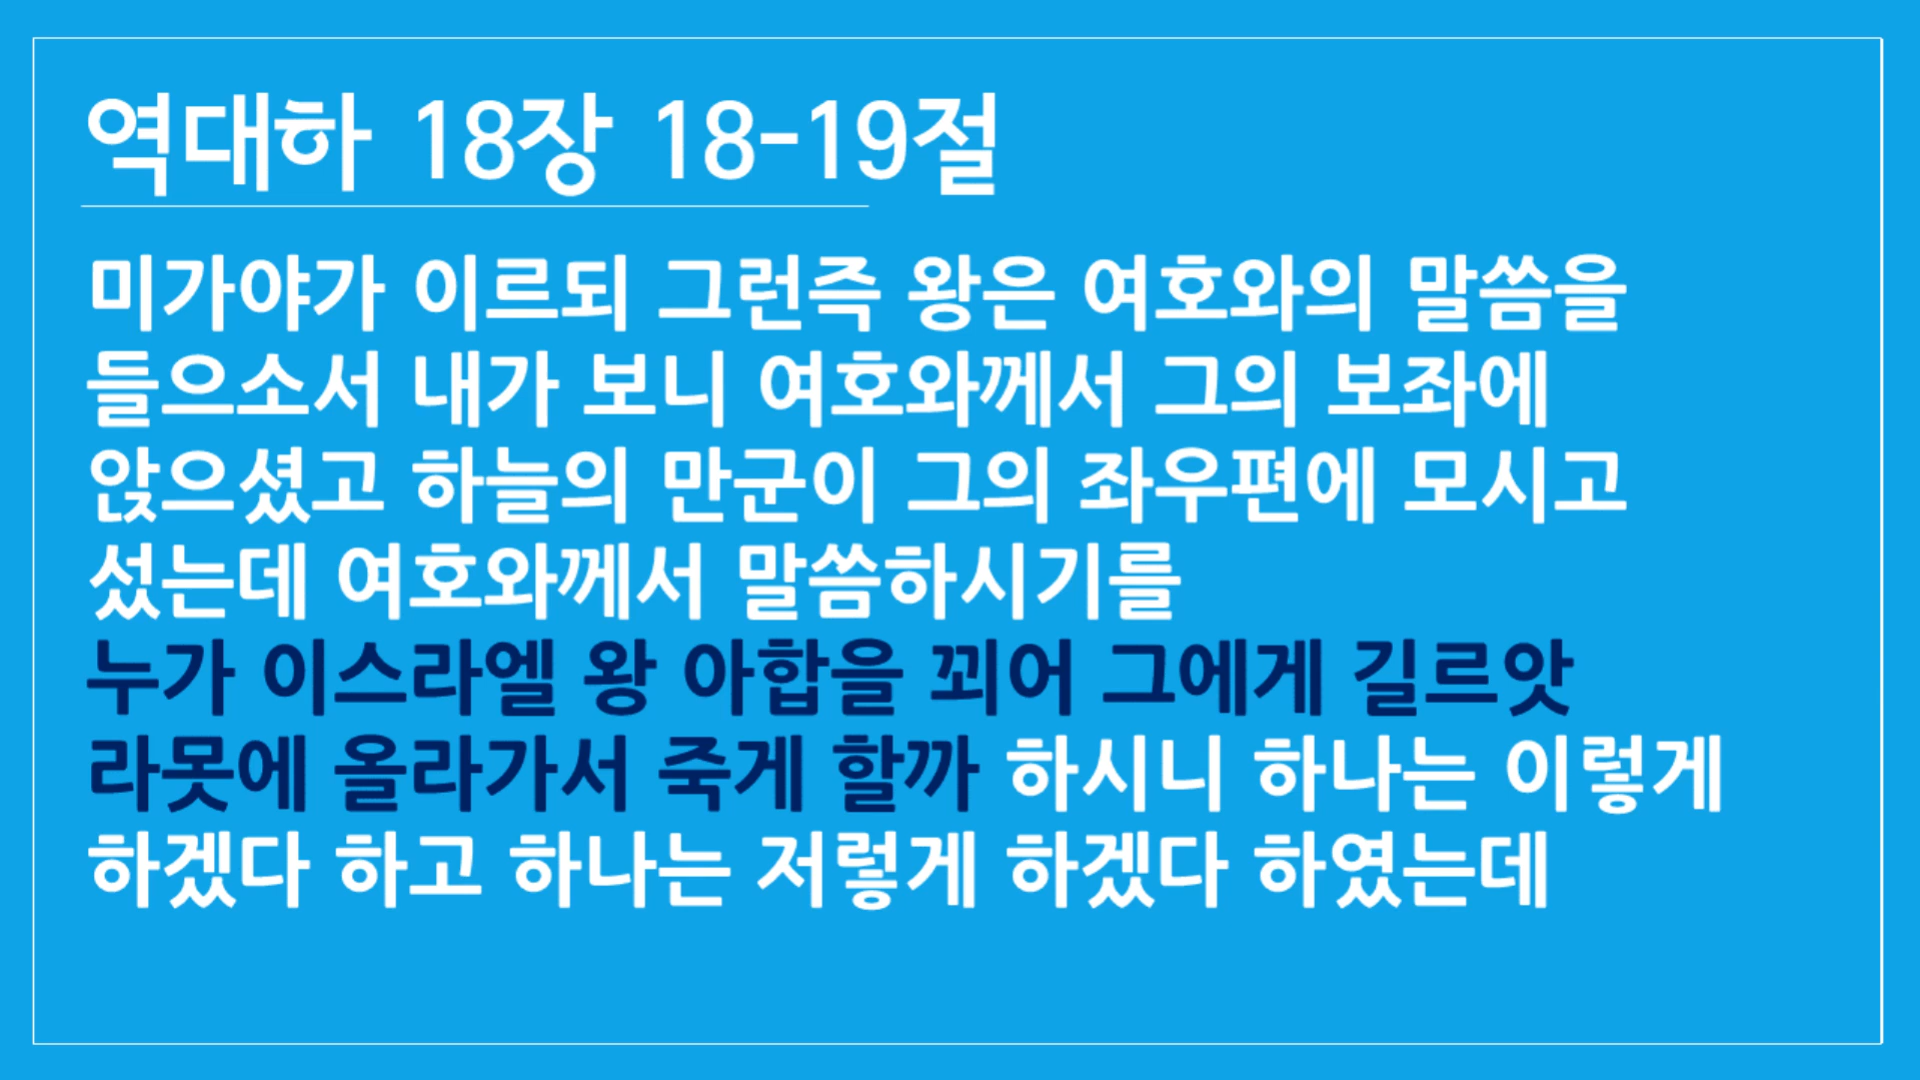 역대하 18장 18-19절
미가야가 이르되 그런즉 왕은 여호와의 말씀을
들으소서 내가 보니 여호와께서 그의 보좌에
앉으셨고 하늘의 만군이 그의 좌우편에 모시고
섰는데 여호와께서 말씀하시기를
누가 이스라엘 왕 아합을 꾀어 그에게 길르앗
라못에 올라가서 죽게 할까 하시니 하나는 이렇게
하겠다 하고 하나는 저렇게 하겠다 하였는데